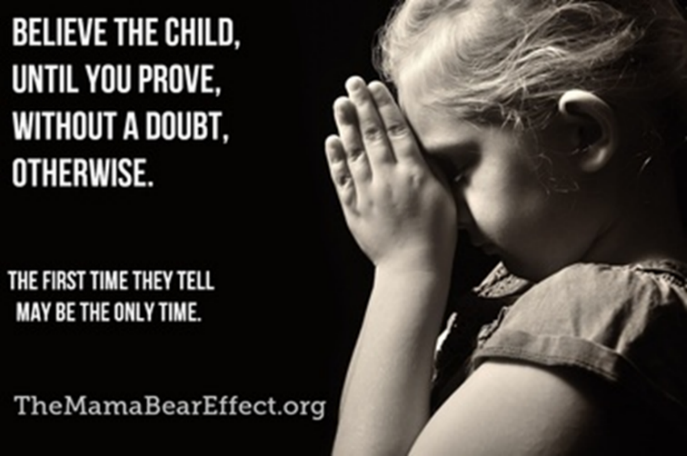 BELIEVE THE CHILD,
UNTIL YOU PROVE,
WITHOUT A DOUBT,
OTHERWISE.
THE FIRST TIME THEY TELL
MAY BE THE ONLY TIME.
TheMamaBearEffect.org